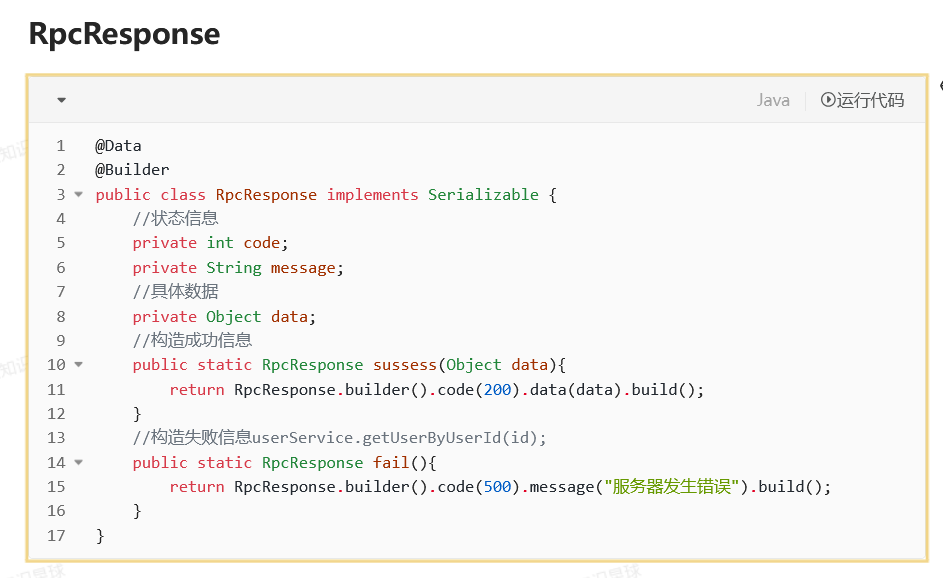 RpcResponse
Java 运行代码
1 @Data
2 @Builder
3 public class RpcResponse implements Serializable {
4 //状态信息
5 private int code;
6 private String message;
7 //具体数据
8 private Object data;
9 //构造成功信息
10 public static RpcResponse sussess(Object data){
11 return RpcResponse.builder().code(200).data(data).build();
12 }
13 //构造失败信息userService.getUserByUserId(id);
14 public static RpcResponse fail(){
15 return RpcResponse.builder().code(500).message("服务器发生错误").build();
16 }
17 }